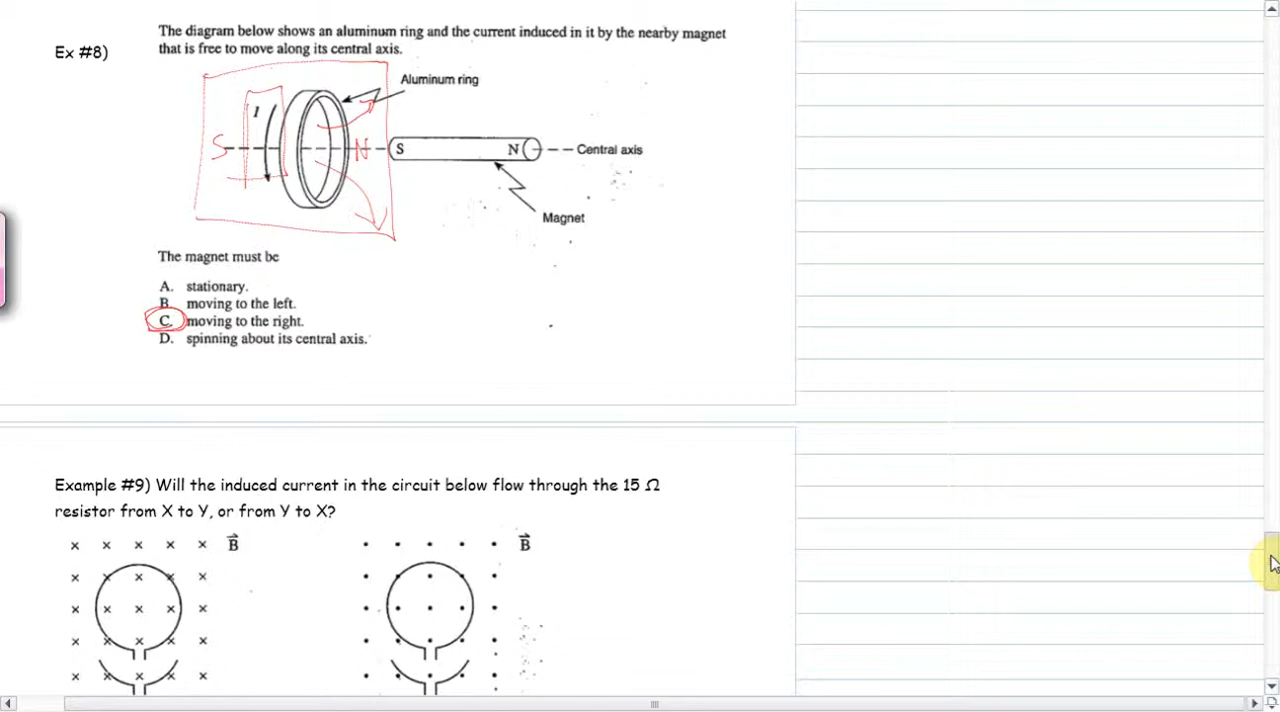 The diagram below shows an aluminum ring and the current induced in it by the nearby magnet
Ex #8) that is free to move along its central axis.
Aluminum ring
I
S N S N Central axis
Magnet
The magnet must be
A. stationary.
B. moving to the left.
C. moving to the right.
D. spinning about its central axis.
Example #9) Will the induced current in the circuit below flow through the 15 Ω
resistor from X to Y, or from Y to X?
x x x x x B⃗ • • • • • B⃗
x x x x x • • • • •
x x x x x • • • • •
x x x x x • • • • •
x x x x x • • • • •